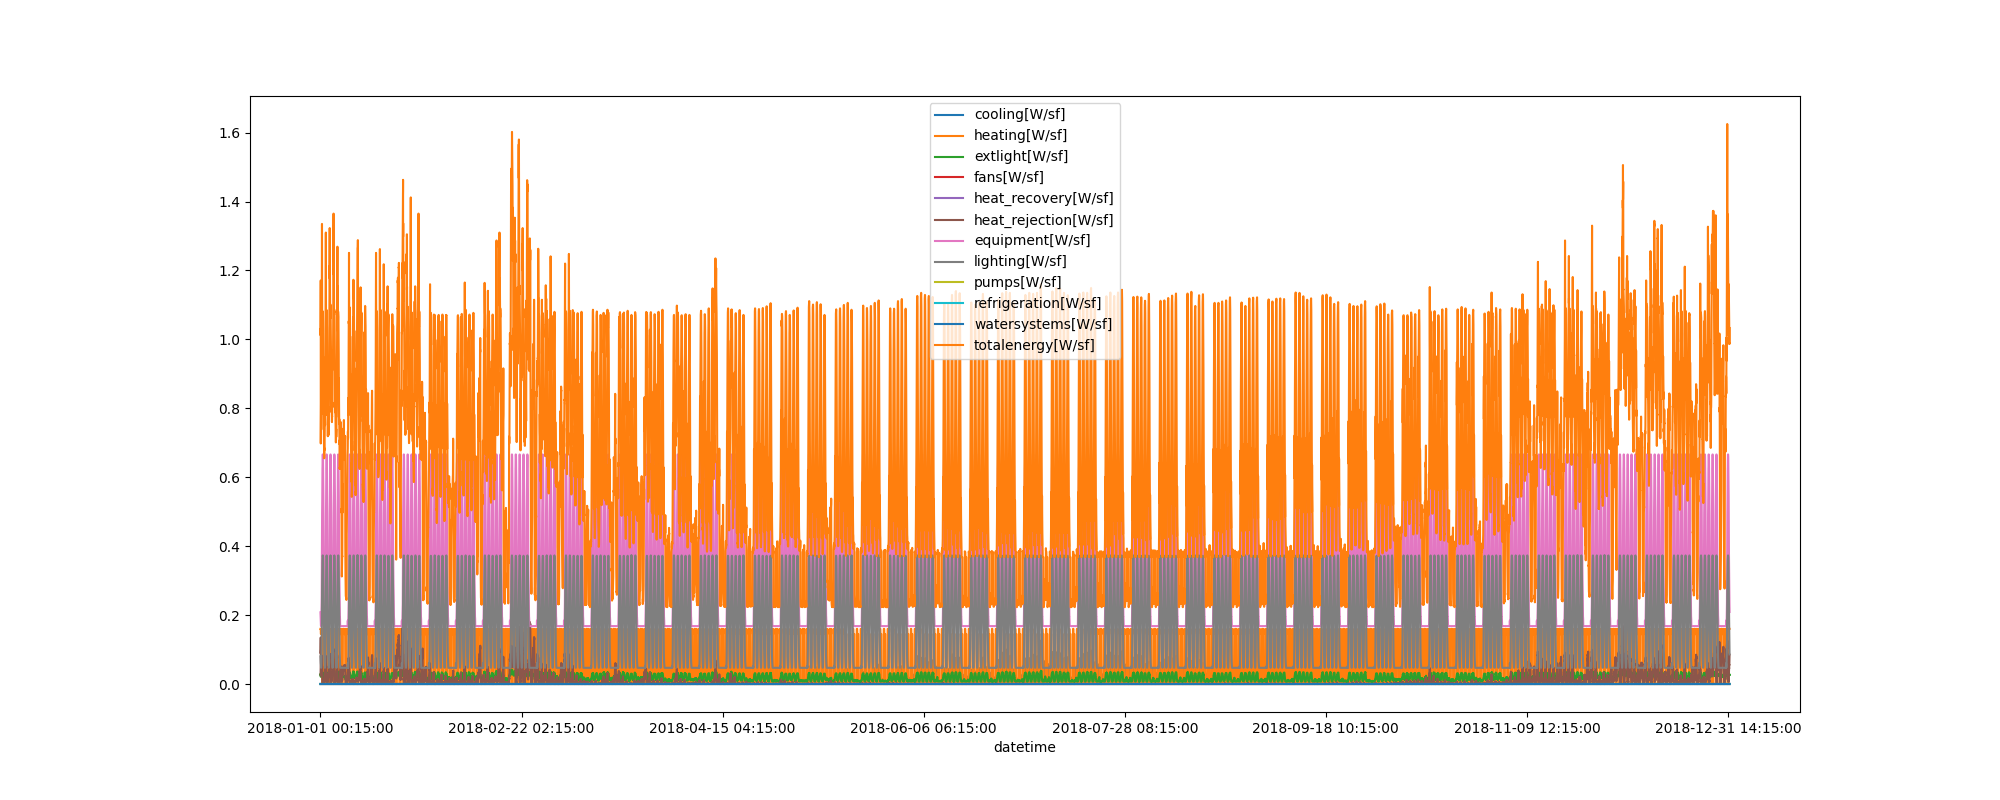 cooling[W/sf]
heating[W/sf]
extlight[W/sf]
fans[W/sf]
heat_recovery[W/sf]
heat_rejection[W/sf]
equipment[W/sf]
lighting[W/sf]
pumps[W/sf]
refrigeration[W/sf]
watersystems[W/sf]
totalenergy[W/sf]
1.6
1.4
1.2
1.0
0.8
0.6
0.4
0.2
0.0
2018-01-01 00:15:00 2018-02-22 02:15:00 2018-04-15 04:15:00 2018-06-06 06:15:00 2018-07-28 08:15:00 2018-09-18 10:15:00 2018-11-09 12:15:00 2018-12-31 14:15:00
datetime